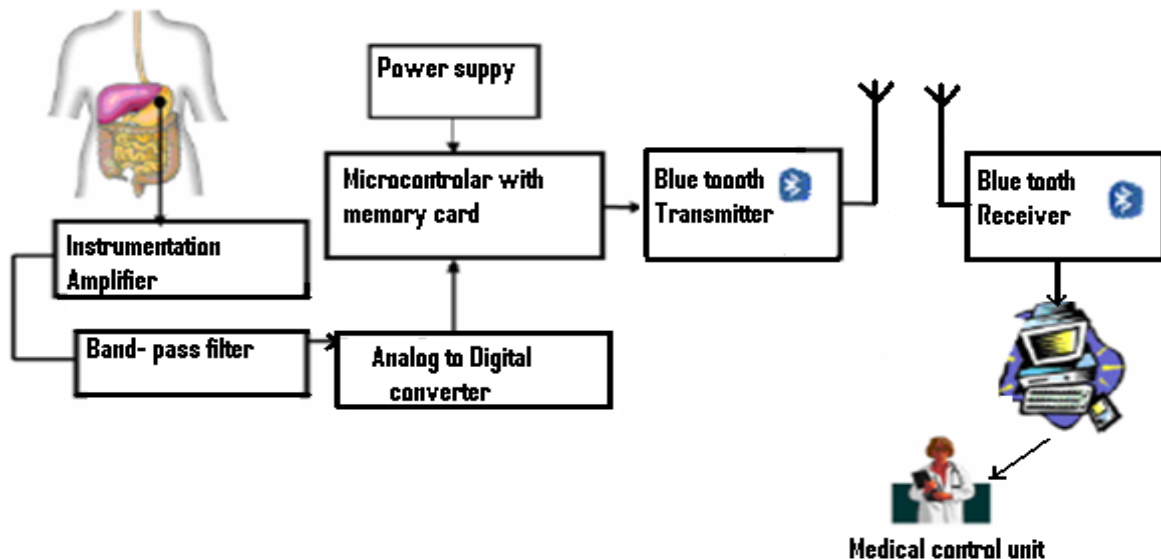 Power suppy
Microcontrolar with
memory card
Blue toooth
Transmitter
Blue tooth
Receiver
Instrumentation
Amplifier
Band- pass filter
Analog to Digital
converter
Medical control unit